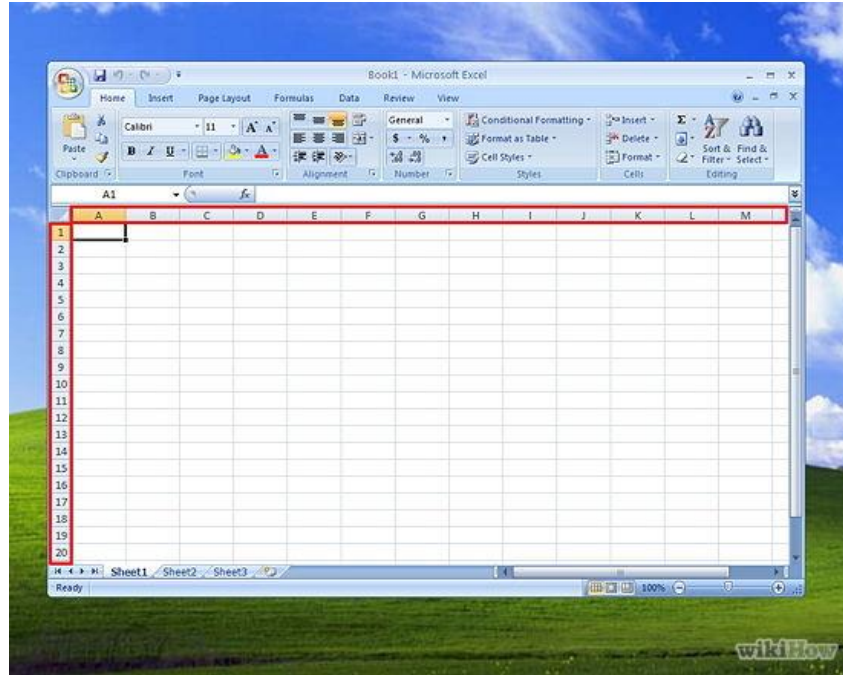 Book1 - Microsoft Excel
Home Insert Page Layout Formulas Data Review View
Paste
Calibri 11 A A
B I U A
General
$ % ,
Conditional Formatting
Format as Table
Cell Styles
Insert
Delete
Format
Σ
Sort & Filter
Find & Select
Clipboard Font Alignment Number Styles Cells Editing
A1 fx
A B C D E F G H I J K L M
1
2
3
4
5
6
7
8
9
10
11
12
13
14
15
16
17
18
19
20
Sheet1 Sheet2 Sheet3
Ready 100%
wikiHow